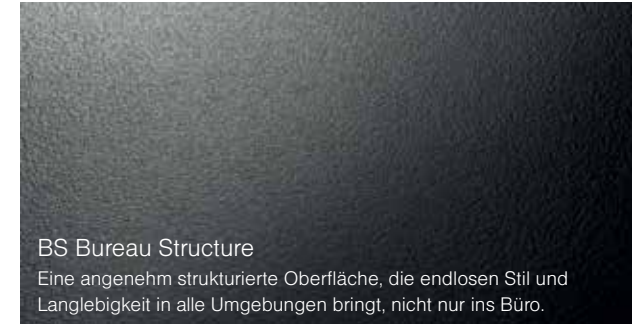 BS Bureau Structure
Eine angenehm strukturierte Oberfläche, die endlosen Stil und
Langlebigkeit in alle Umgebungen bringt, nicht nur ins Büro.